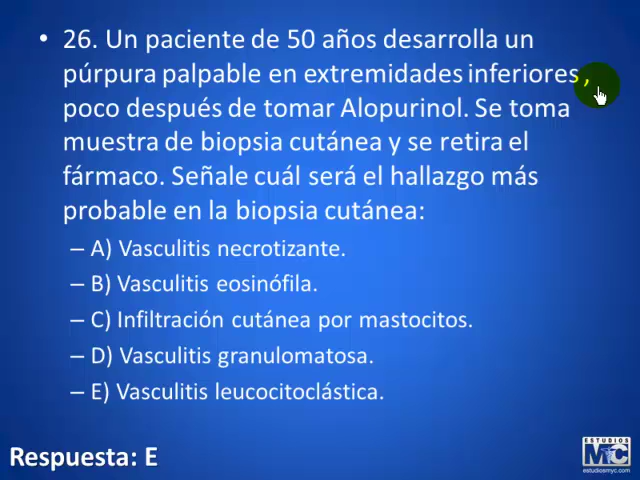 • 26. Un paciente de 50 años desarrolla un
púrpura palpable en extremidades inferiores,
poco después de tomar Alopurinol. Se toma
muestra de biopsia cutánea y se retira el
fármaco. Señale cuál será el hallazgo más
probable en la biopsia cutánea:
– A) Vasculitis necrotizante.
– B) Vasculitis eosinófila.
– C) Infiltración cutánea por mastocitos.
– D) Vasculitis granulomatosa.
– E) Vasculitis leucocitoclástica.
Respuesta: E
ESTUDIOS
MyC
estudiosmyc.com